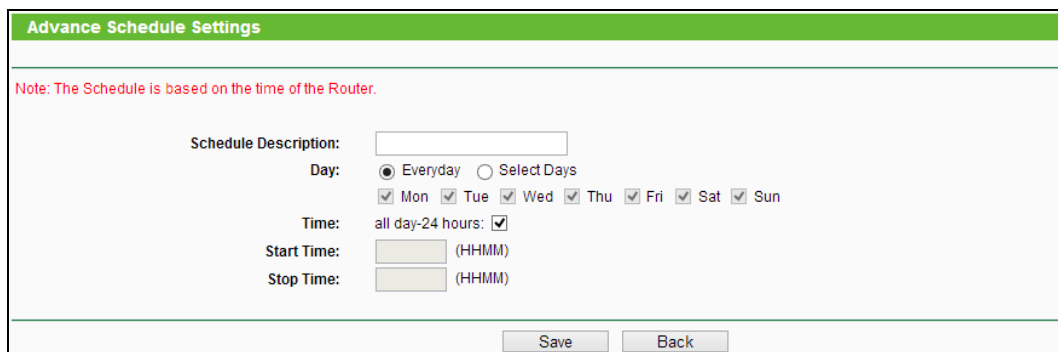 Advance Schedule Settings
Note: The Schedule is based on the time of the Router.
Schedule Description:
Day: Everyday Select Days
Mon Tue Wed Thu Fri Sat Sun
Time: all day-24 hours:
Start Time: (HHMM)
Stop Time: (HHMM)
Save Back